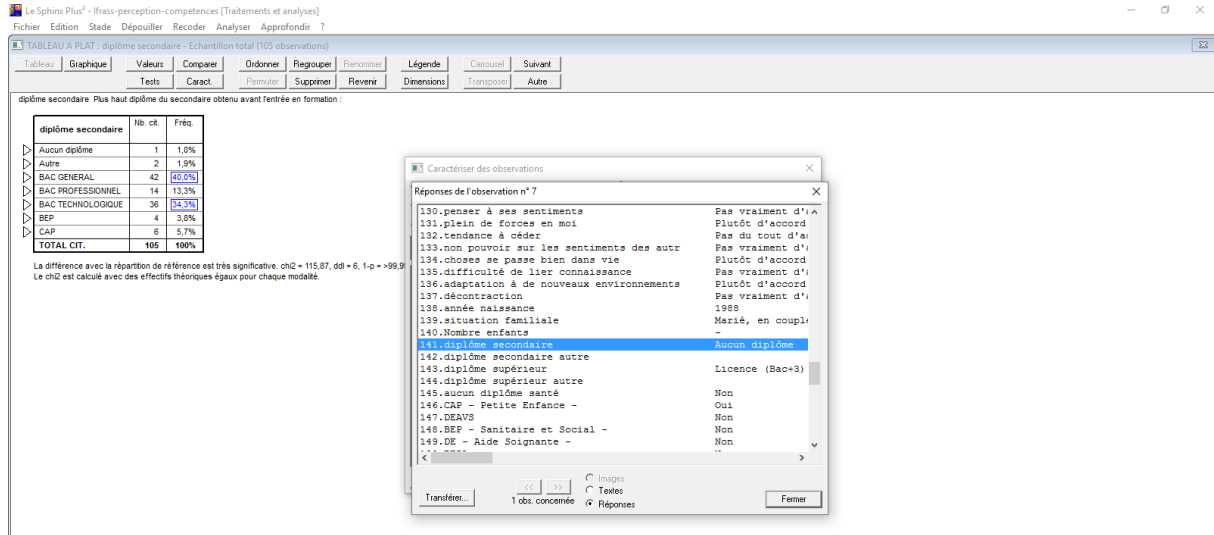 Le Sphinx Plus² - Ifrass-perception-competences [Traitements et analyses]
Fichier Edition Stade Dépouiller Recoder Analyser Approfondir ?
TABLEAU A PLAT : diplôme secondaire - Echantillon total (105 observations)
Tableau Graphique Valeurs Comparer Ordonner Regrouper Renommer Légende Carrousel Suivant
Tests Caract. Permuter Supprimer Revenir Dimensions Transposer Autre
diplôme secondaire Plus haut diplôme du secondaire obtenu avant l'entrée en formation :
diplôme secondaire Nb. cit. Fréq.
Aucun diplôme 1 1,0%
Autre 2 1,9%
BAC GENERAL 42 40,0%
BAC PROFESSIONNEL 14 13,3%
BAC TECHNOLOGIQUE 36 34,3%
BEP 4 3,8%
CAP 6 5,7%
TOTAL CIT. 105 100%
La différence avec la répartition de référence est très significative. chi2 = 115,87, ddl = 6, 1-p = >99,9
Le chi2 est calculé avec des effectifs théoriques égaux pour chaque modalité.
Caractériser des observations
Réponses de l'observation n° 7
130.penser à ses sentiments Pas vraiment d'
131.plein de forces en moi Plutôt d'accord
132.tendance à céder Pas du tout d'a
133.non pouvoir sur les sentiments des autr Pas vraiment d'
134.choses se passe bien dans vie Plutôt d'accord
135.difficulté de lier connaissance Pas vraiment d'
136.adaptation à de nouveaux environnements Plutôt d'accord
137.décontraction Pas vraiment d'
138.année naissance 1988
139.situation familiale Marié, en couple
140.Nombre enfants -
141.diplôme secondaire Aucun diplôme
142.diplôme secondaire autre
143.diplôme supérieur Licence (Bac+3)
144.diplôme supérieur autre
145.aucun diplôme santé Non
146.CAP - Petite Enfance - Oui
147.DEAVS Non
148.BEP - Sanitaire et Social - Non
149.DE - Aide Soignante - Non
Transférer...
<< >>
1 obs. concernée
Images
Textes
Réponses
Fermer